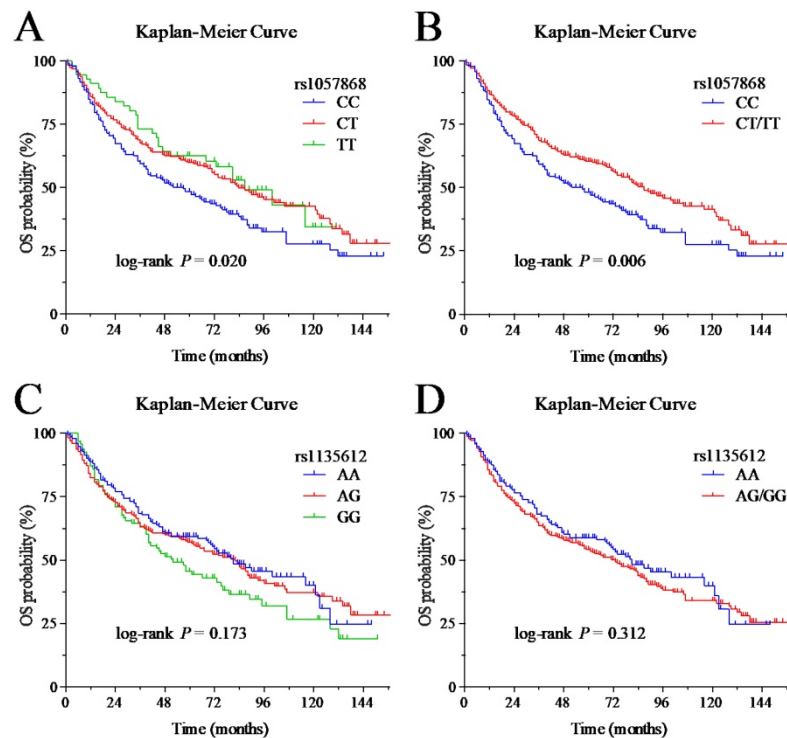 A
Kaplan-Meier Curve
OS probability (%)
100
75
50
25
0
rs1057868
CC
CT
TT
log-rank P = 0.020
0 24 48 72 96 120 144
Time (months)
B
Kaplan-Meier Curve
OS probability (%)
100
75
50
25
0
rs1057868
CC
CT/TT
log-rank P = 0.006
0 24 48 72 96 120 144
Time (months)
C
Kaplan-Meier Curve
OS probability (%)
100
75
50
25
0
rs1135612
AA
AG
GG
log-rank P = 0.173
0 24 48 72 96 120 144
Time (months)
D
Kaplan-Meier Curve
OS probability (%)
100
75
50
25
0
rs1135612
AA
AG/GG
log-rank P = 0.312
0 24 48 72 96 120 144
Time (months)